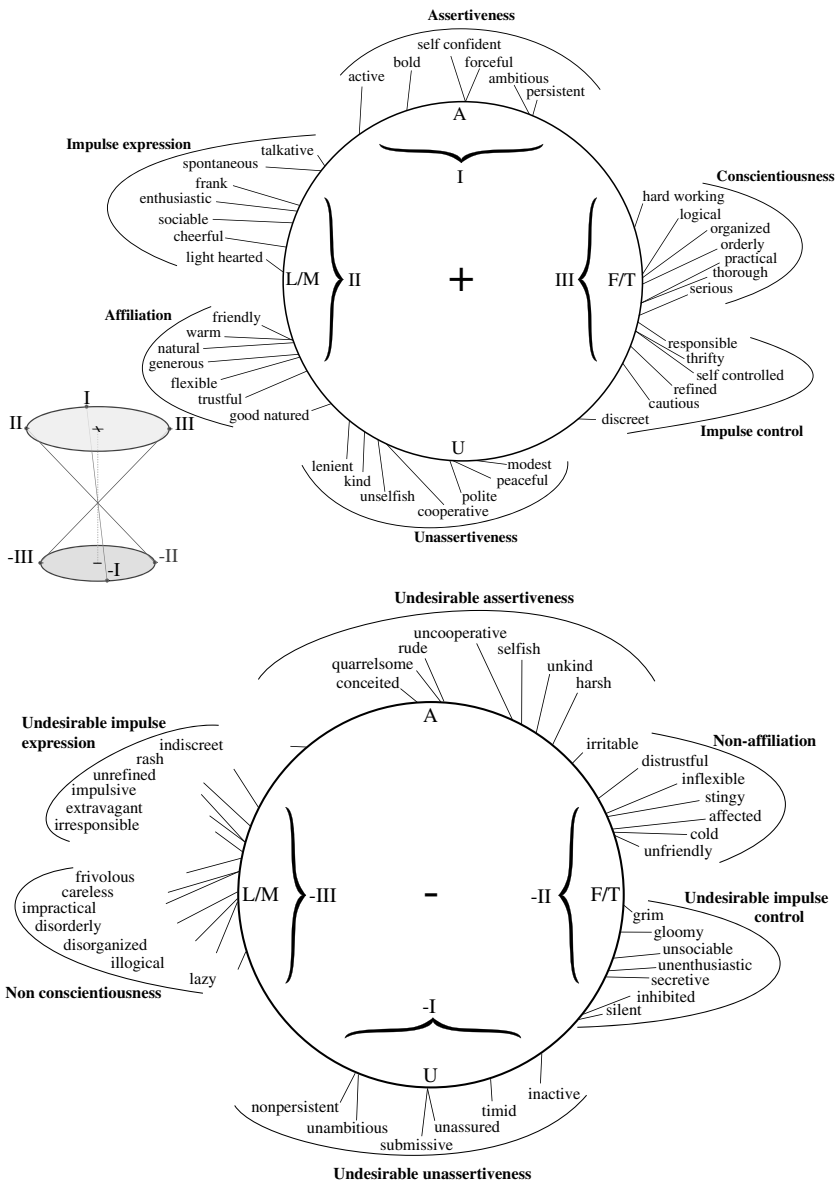 Assertiveness
self confident
bold
forceful
active
ambitious
persistent
A
I
Impulse expression
talkative
spontaneous
frank
enthusiastic
sociable
cheerful
light hearted
Conscientiousness
hard working
logical
organized
orderly
practical
thorough
serious
L/M
II
+
III
F/T
Affiliation
friendly
warm
natural
generous
flexible
trustful
good natured
responsible
thrifty
self controlled
refined
cautious
discreet
Impulse control
U
lenient
kind
unselfish
cooperative
polite
peaceful
modest
Unassertiveness
I
II
III
+
-III
-II
-
-I
Undesirable assertiveness
uncooperative
rude
selfish
quarrelsome
unkind
conceited
harsh
A
Undesirable impulse
expression
indiscreet
rash
unrefined
impulsive
extravagant
irresponsible
Non-affiliation
irritable
distrustful
inflexible
stingy
affected
cold
unfriendly
frivolous
careless
impractical
disorderly
disorganized
illogical
lazy
Non conscientiousness
L/M
-III
-
-II
F/T
Undesirable impulse
control
grim
gloomy
unsociable
unenthusiastic
secretive
inhibited
silent
-I
U
nonpersistent
unambitious
submissive
unassured
timid
inactive
Undesirable unassertiveness